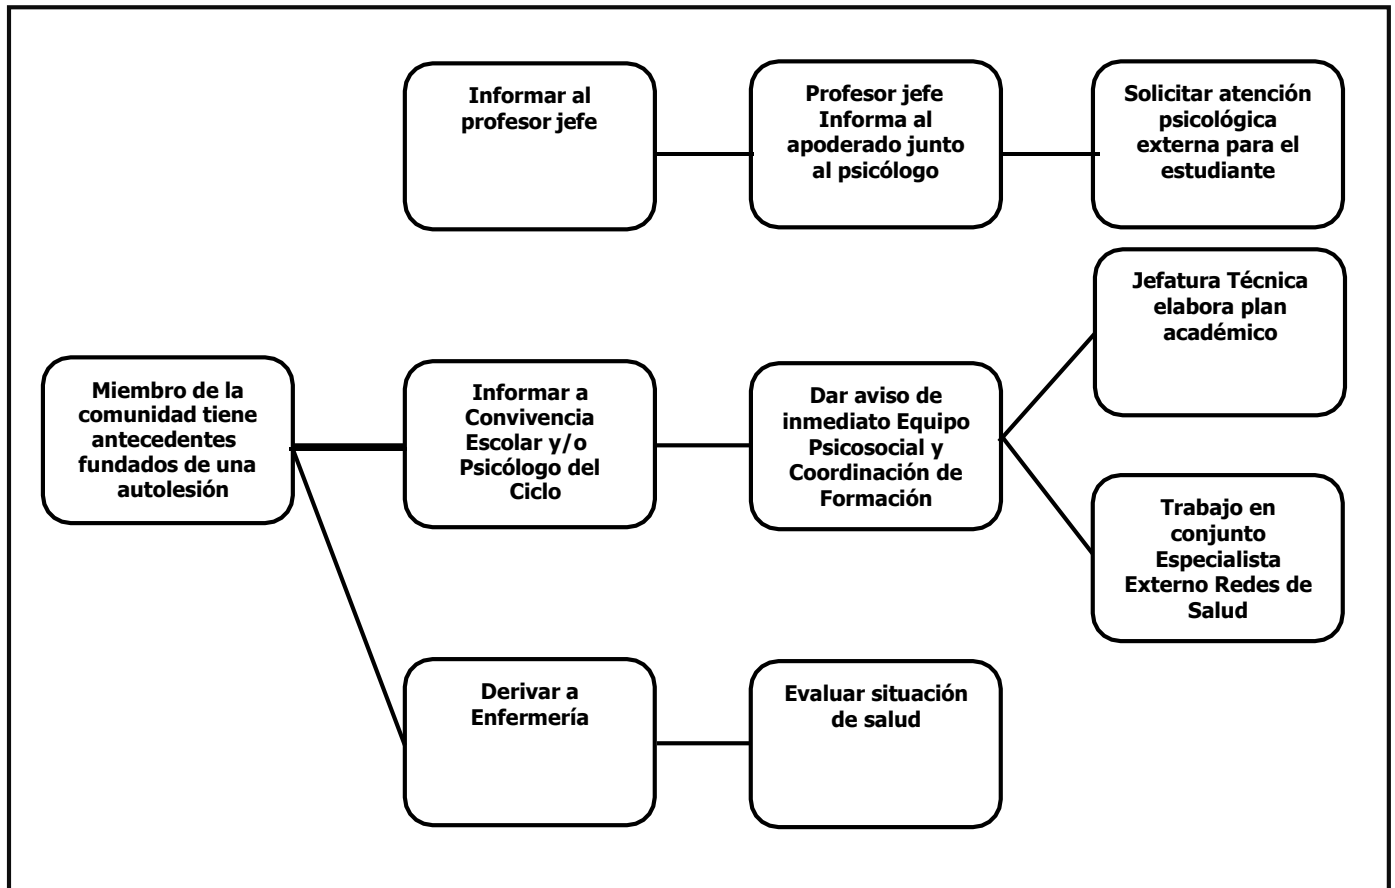 Informar al
profesor jefe
Profesor jefe
Informa al
apoderado junto
al psicólogo
Solicitar atención
psicológica
externa para el
estudiante
Jefatura Técnica
elabora plan
académico
Miembro de la
comunidad tiene
antecedentes
fundados de una
autolesión
Informar a
Convivencia
Escolar y/o
Psicólogo del
Ciclo
Dar aviso de
inmediato Equipo
Psicosocial y
Coordinación de
Formación
Trabajo en
conjunto
Especialista
Externo Redes de
Salud
Derivar a
Enfermería
Evaluar situación
de salud